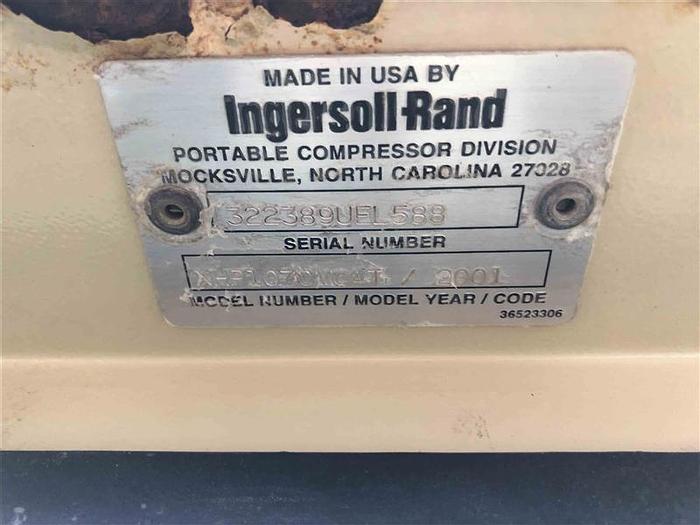 MADE IN USA BY
Ingersoll-Rand
PORTABLE COMPRESSOR DIVISION
MOCKSVILLE, NORTH CAROLINA 27028
322389UFL588
SERIAL NUMBER
/ 2001
MODEL NUMBER / MODEL YEAR / CODE
36523306